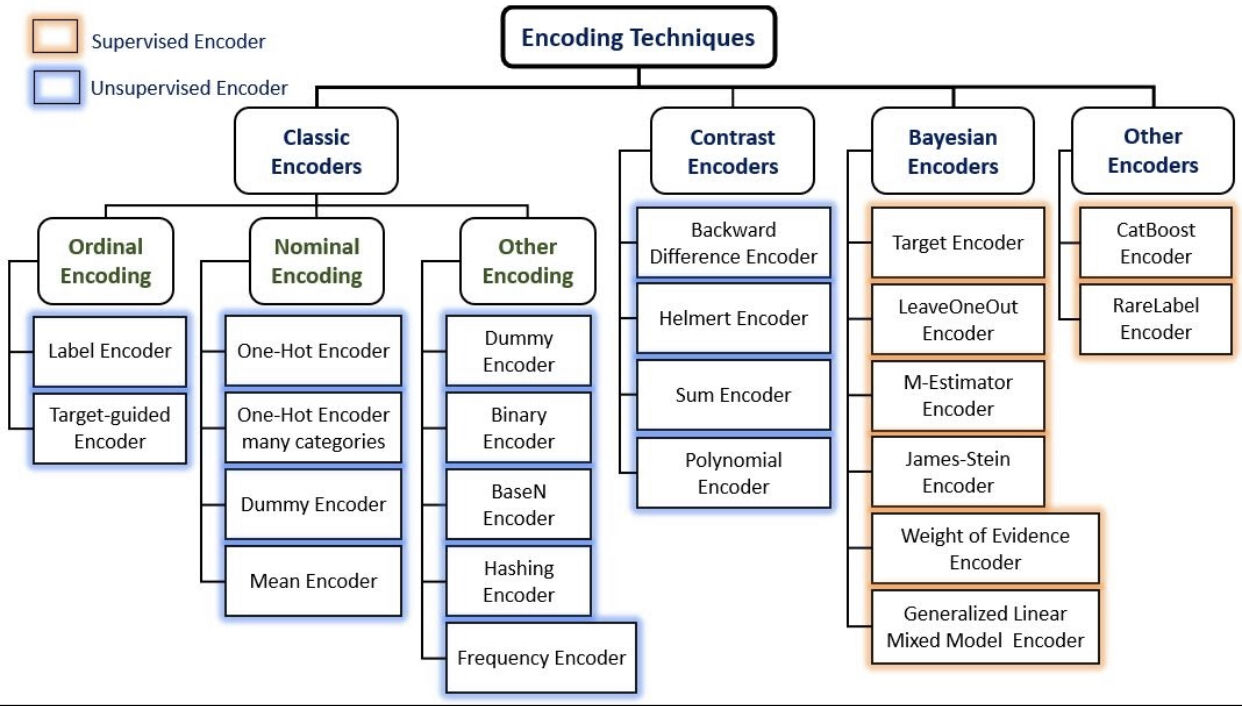 Supervised Encoder
Unsupervised Encoder
Encoding Techniques
Classic
Encoders
Contrast
Encoders
Bayesian
Encoders
Other
Encoders
Ordinal
Encoding
Nominal
Encoding
Other
Encoding
Label Encoder
Target-guided
Encoder
One-Hot Encoder
One-Hot Encoder
many categories
Dummy Encoder
Mean Encoder
Dummy
Encoder
Binary
Encoder
BaseN
Encoder
Hashing
Encoder
Frequency Encoder
Backward
Difference Encoder
Helmert Encoder
Sum Encoder
Polynomial
Encoder
Target Encoder
LeaveOneOut
Encoder
M-Estimator
Encoder
James-Stein
Encoder
Weight of Evidence
Encoder
Generalized Linear
Mixed Model Encoder
CatBoost
Encoder
RareLabel
Encoder